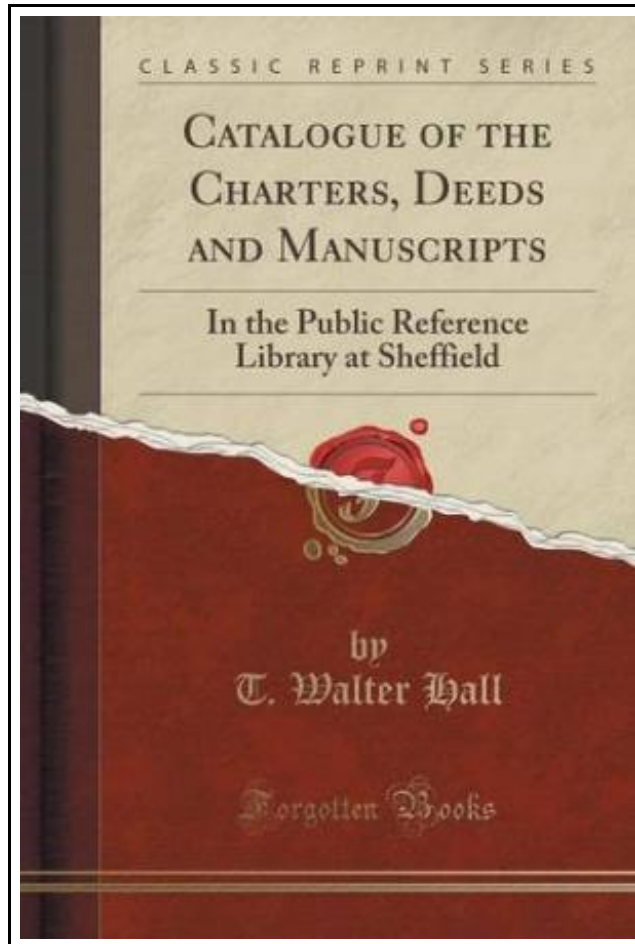 CLASSIC REPRINT SERIES
CATALOGUE OF THE
CHARTERS, DEEDS
AND MANUSCRIPTS
In the Public Reference
Library at Sheffield
F
by
T. Walter Hall
Forgotten Books